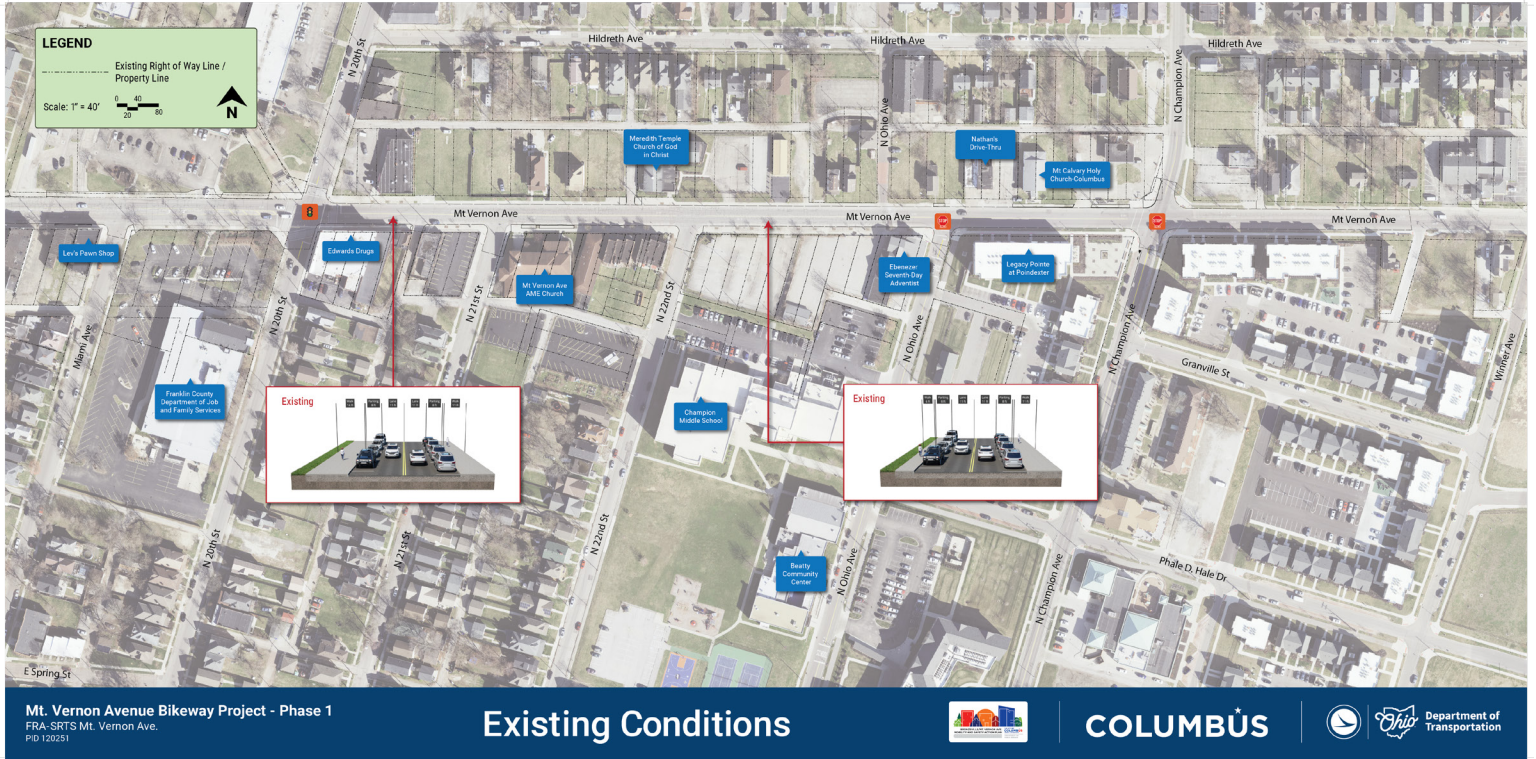 LEGEND
Existing Right of Way Line /
Property Line
Scale: 1" = 40'
0 40
20 80
N
Hildreth Ave
Hildreth Ave
Hildreth Ave
N 20th St
N Ohio Ave
N Champion Ave
Meredith Temple
Church of God
in Christ
Nathan's
Drive-Thru
Mt Calvary Holy
Church-Columbus
Mt Vernon Ave
Mt Vernon Ave
Mt Vernon Ave
STOP
STOP
Lev's Pawn Shop
Edwards Drugs
Mt Vernon Ave
AME Church
Ebenezer
Seventh-Day
Adventist
Legacy Pointe
at Poindexter
Miami Ave
N 20th St
N 21st St
N 22nd St
N Ohio Ave
N Champion Ave
Granville St
Winner Ave
Franklin County
Department of Job
and Family Services
Existing
Champion
Middle School
Existing
N 20th St
N 21st St
N 22nd St
Beatty
Community
Center
N Ohio Ave
N Champion Ave
Phale D. Hale Dr
E Spring St
Mt. Vernon Avenue Bikeway Project - Phase 1
FRA-SRTS Mt. Vernon Ave.
PID 120251
Existing Conditions
COLUMBUS
Ohio
Department of
Transportation